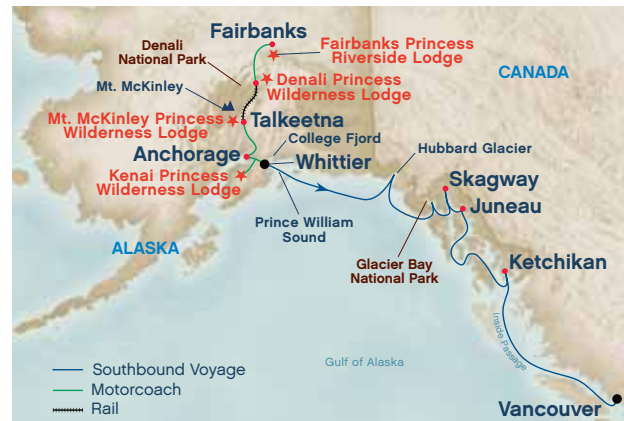 Fairbanks
Denali
National Park
Fairbanks Princess
Riverside Lodge
CANADA
Mt. McKinley
Denali Princess
Wilderness Lodge
Mt. McKinley Princess
Wilderness Lodge
Talkeetna
College Fjord
Anchorage
Whittier
Hubbard Glacier
Kenai Princess
Wilderness Lodge
Skagway
Juneau
Prince William
Sound
ALASKA
Glacier Bay
National Park
Ketchikan
Inside Passage
Gulf of Alaska
Southbound Voyage
Motorcoach
Rail
Vancouver